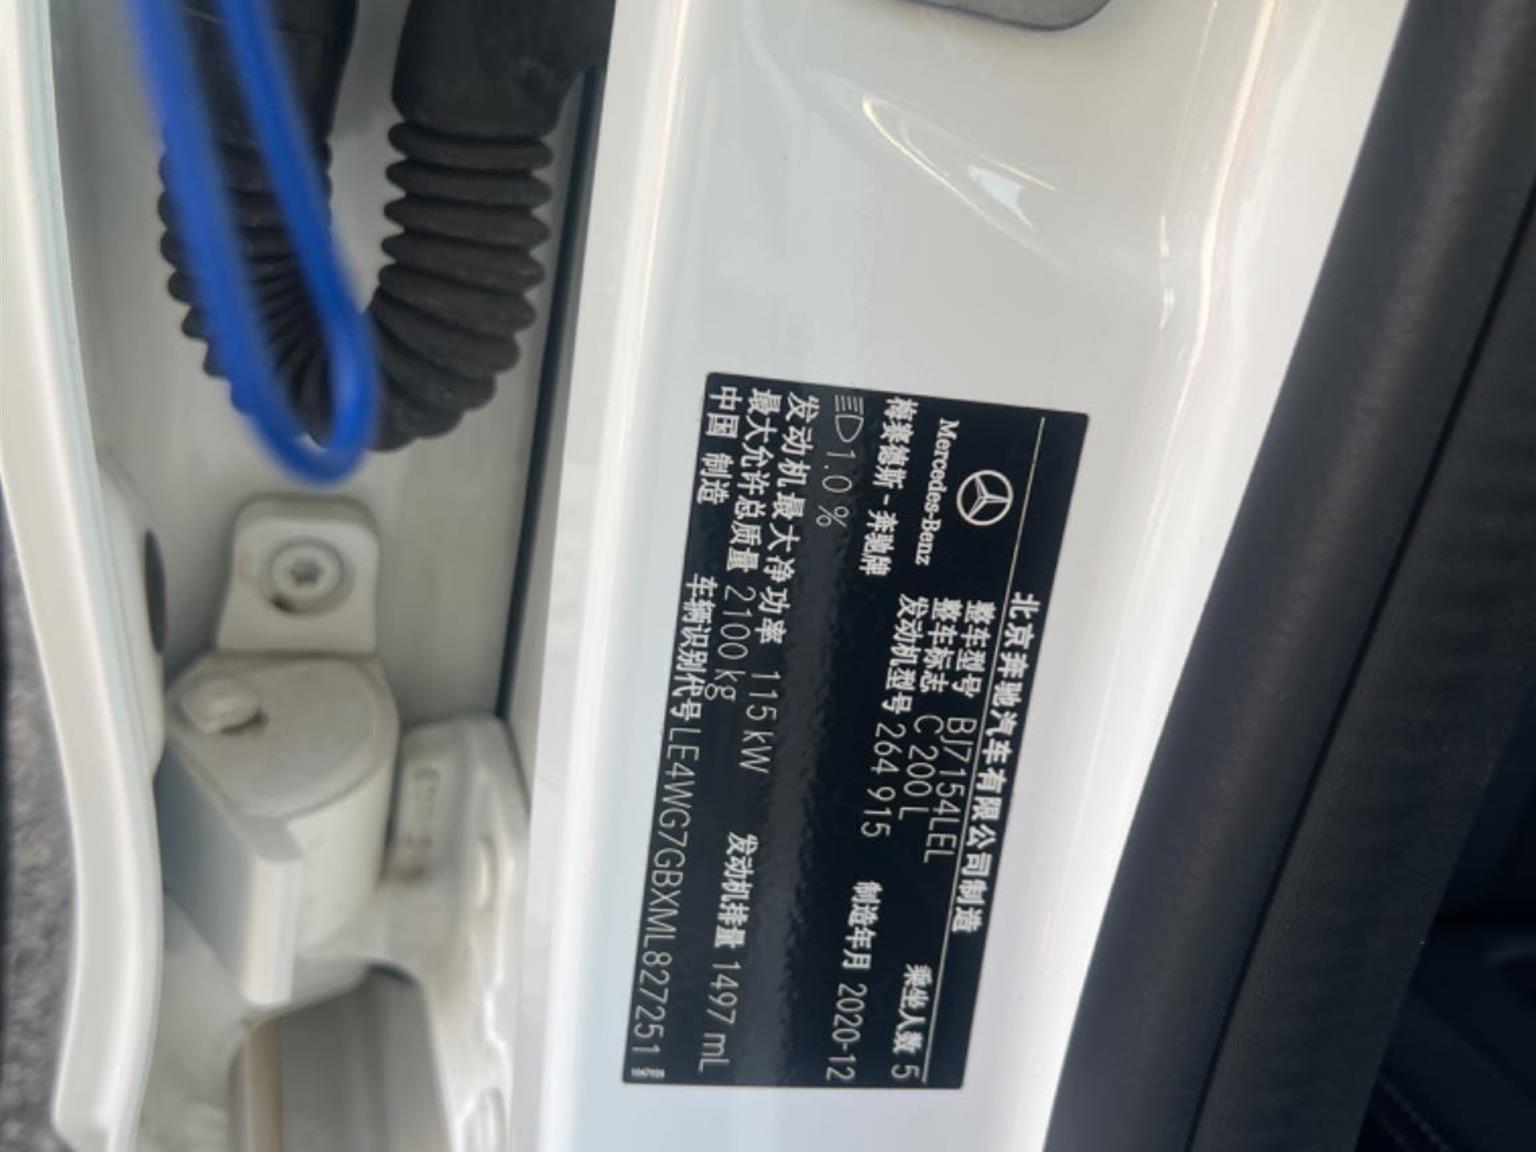 北京奔驰汽车有限公司制造
Mercedes-Benz
梅赛德斯-奔驰牌
整车型号 BJ7154LEL
整车标志 C 200 L
乘坐人数 5
发动机型号 264 915
制造年月 2020-12
1.0 %
发动机最大净功率 115 kW
发动机排量 1497 mL
最大允许总质量 2100 kg
中国 制造
车辆识别代号 LE4WG7GBXML827251